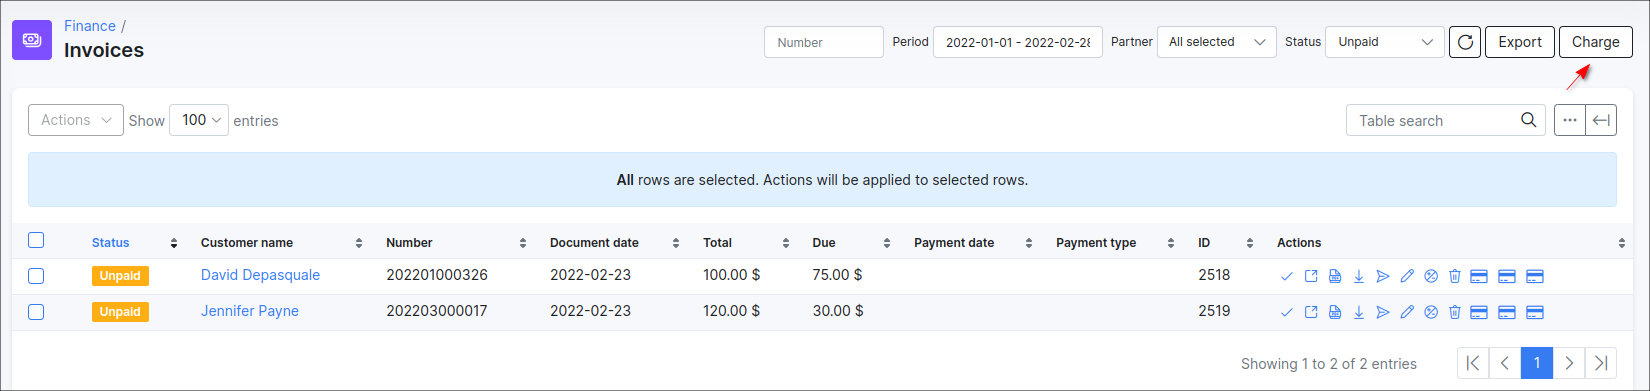 Finance /
Invoices
Number Period 2022-01-01 - 2022-02-28 Partner All selected Status Unpaid Export Charge
Actions Show 100 entries Table search
All rows are selected. Actions will be applied to selected rows.
Status Customer name Number Document date Total Due Payment date Payment type ID Actions
Unpaid David Depasquale 202201000326 2022-02-23 100.00 $ 75.00 $ 2518
Unpaid Jennifer Payne 202203000017 2022-02-23 120.00 $ 30.00 $ 2519
Showing 1 to 2 of 2 entries 1